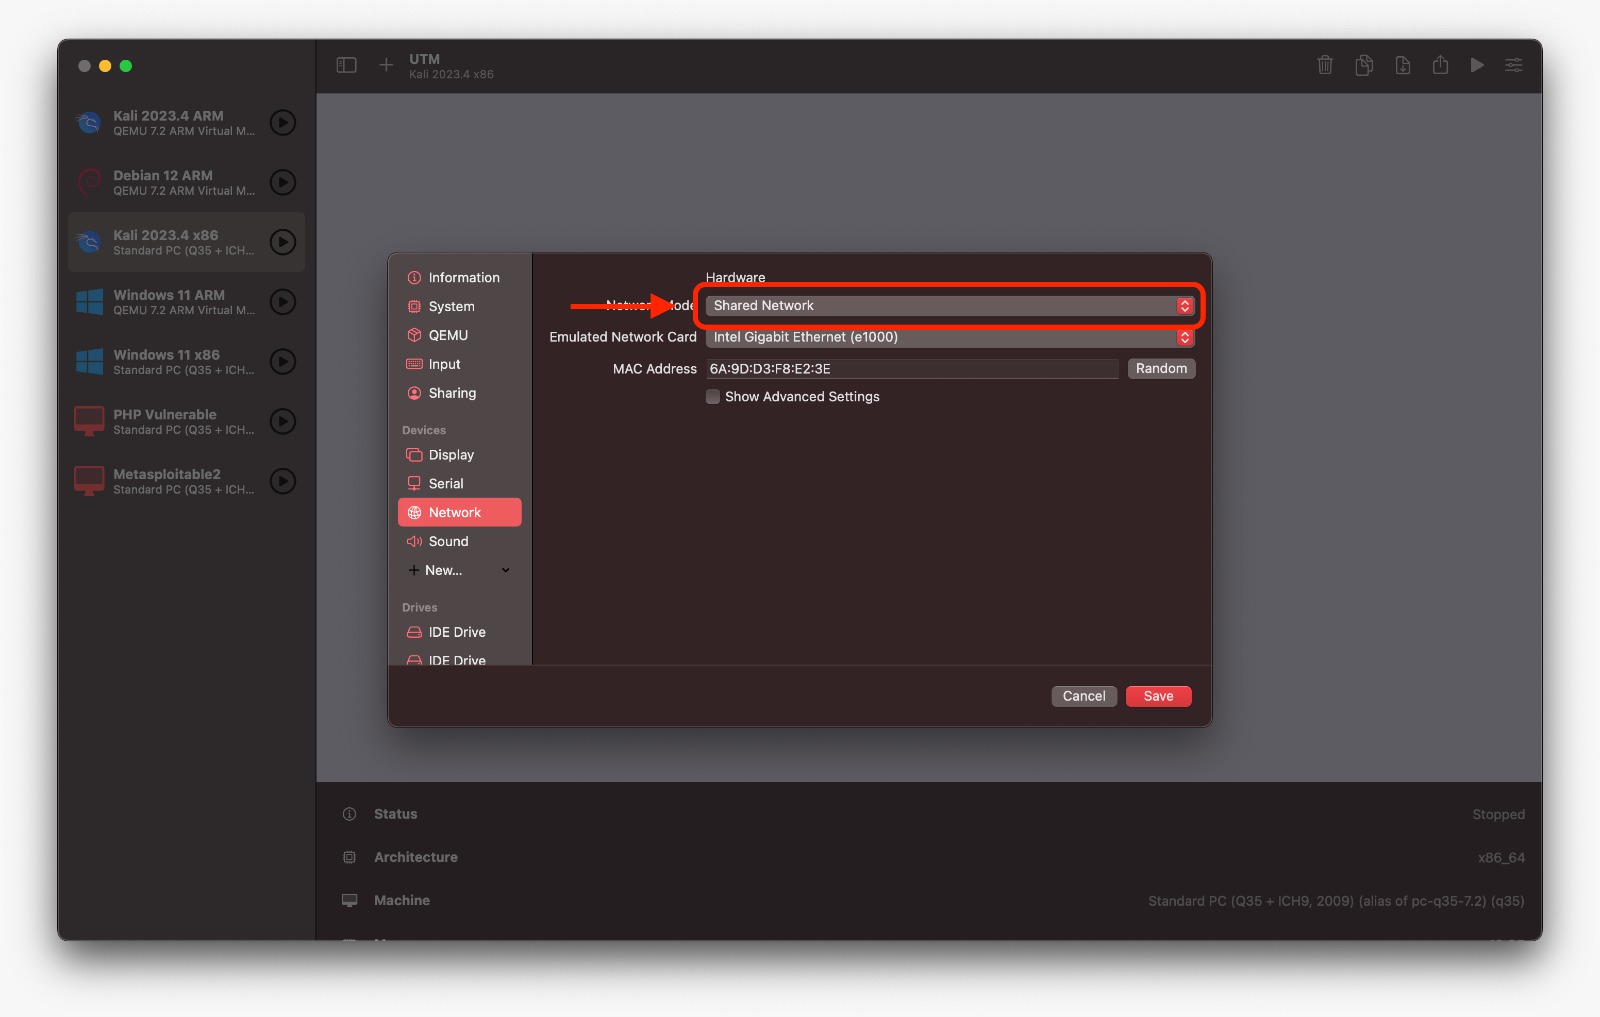 UTM
Kali 2023.4 x86
Kali 2023.4 ARM
QEMU 7.2 ARM Virtual M...
Debian 12 ARM
QEMU 7.2 ARM Virtual M...
Kali 2023.4 x86
Standard PC (Q35 + ICH...
Windows 11 ARM
QEMU 7.2 ARM Virtual M...
Windows 11 x86
Standard PC (Q35 + ICH...
PHP Vulnerable
Standard PC (Q35 + ICH...
Metasploitable2
Standard PC (Q35 + ICH...
Information
System
QEMU
Input
Sharing
Devices
Display
Serial
Network
Sound
New...
Drives
IDE Drive
IDE Drive
Hardware
Network Mode Shared Network
Emulated Network Card Intel Gigabit Ethernet (e1000)
MAC Address 6A:9D:D3:F8:E2:3E Random
Show Advanced Settings
Cancel Save
Status Stopped
Architecture x86_64
Machine Standard PC (Q35 + ICH9, 2009) (alias of pc-q35-7.2) (q35)